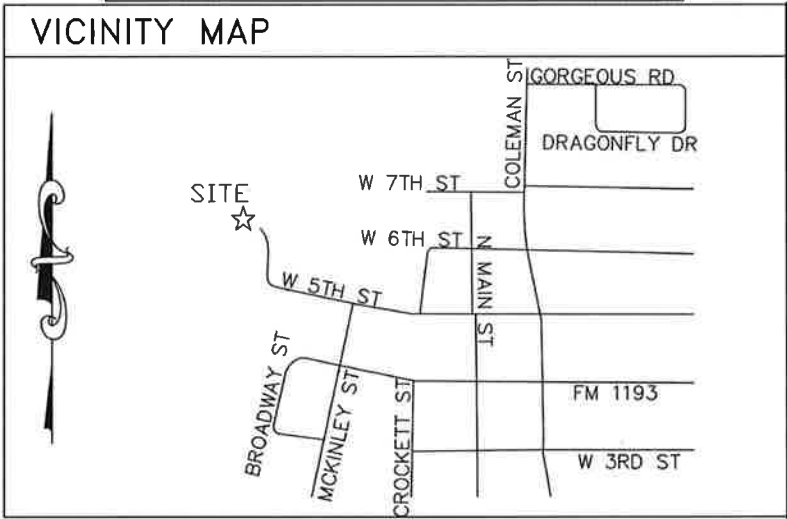 VICINITY MAP
GORGEOUS RD
COLEMAN ST
DRAGONFLY DR
W 7TH ST
SITE
W 6TH ST
N MAIN ST
W 5TH ST
BROADWAY ST
MCKINLEY ST
CROCKETT ST
FM 1193
W 3RD ST